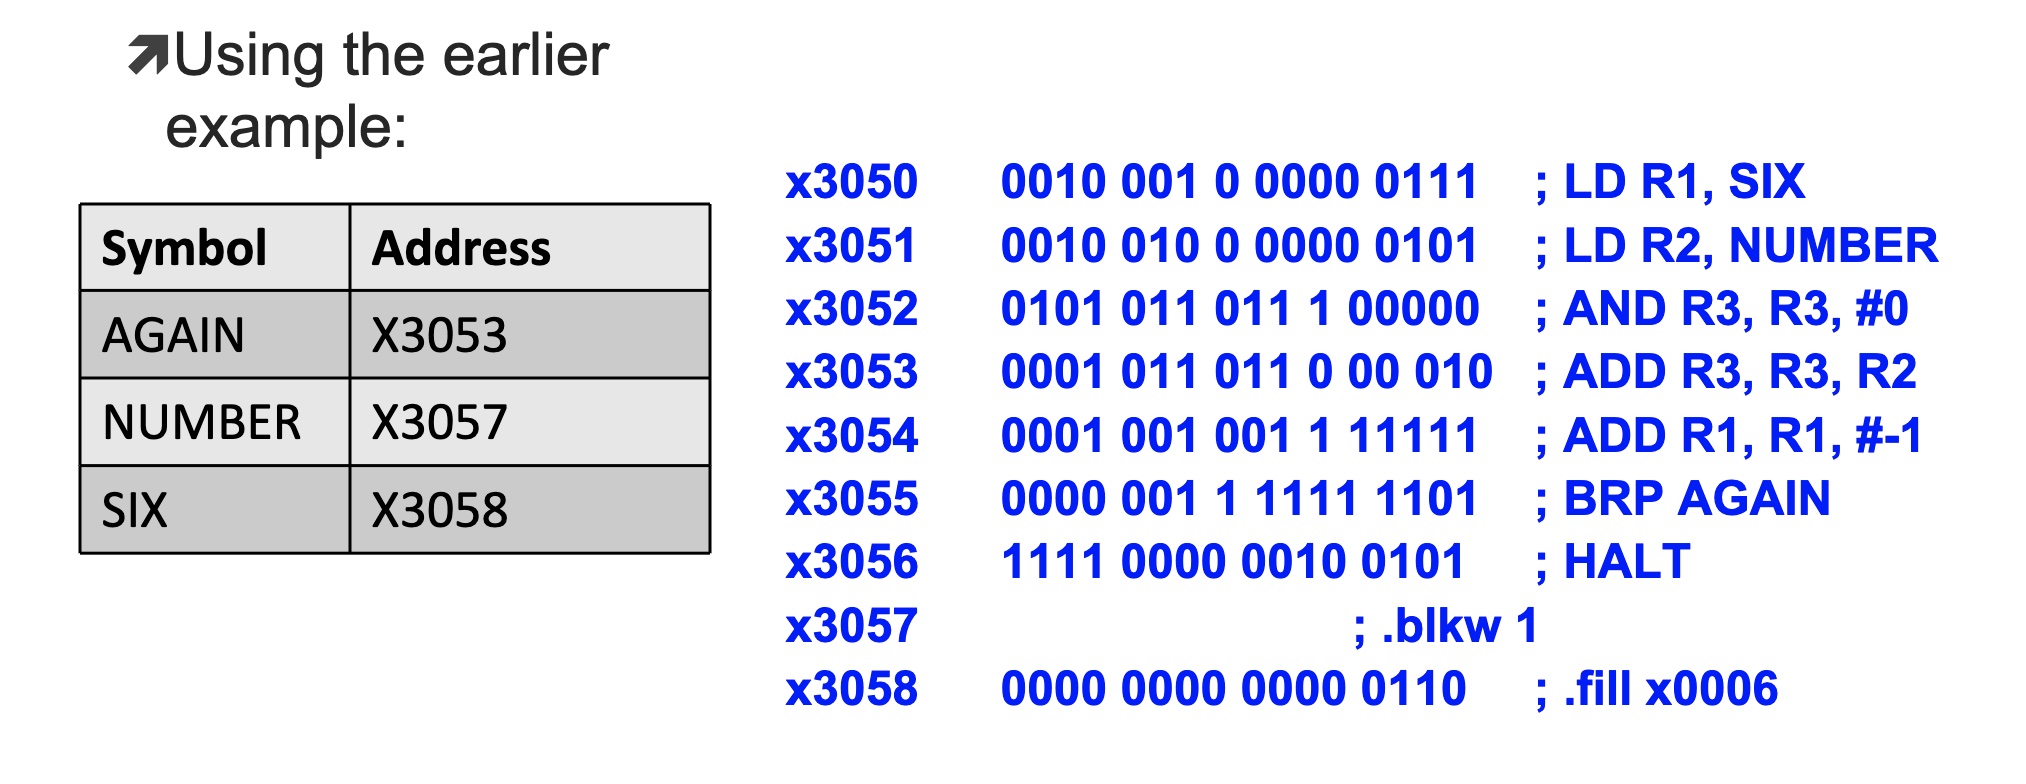 Using the earlier
example:
Symbol Address
AGAIN X3053
NUMBER X3057
SIX X3058
x3050 0010 001 0 0000 0111 ; LD R1, SIX
x3051 0010 010 0 0000 0101 ; LD R2, NUMBER
x3052 0101 011 011 1 00000 ; AND R3, R3, #0
x3053 0001 011 011 0 00 010 ; ADD R3, R3, R2
x3054 0001 001 001 1 11111 ; ADD R1, R1, #-1
x3055 0000 001 1 1111 1101 ; BRP AGAIN
x3056 1111 0000 0010 0101 ; HALT
x3057 ; .blkw 1
x3058 0000 0000 0000 0110 ; .fill x0006